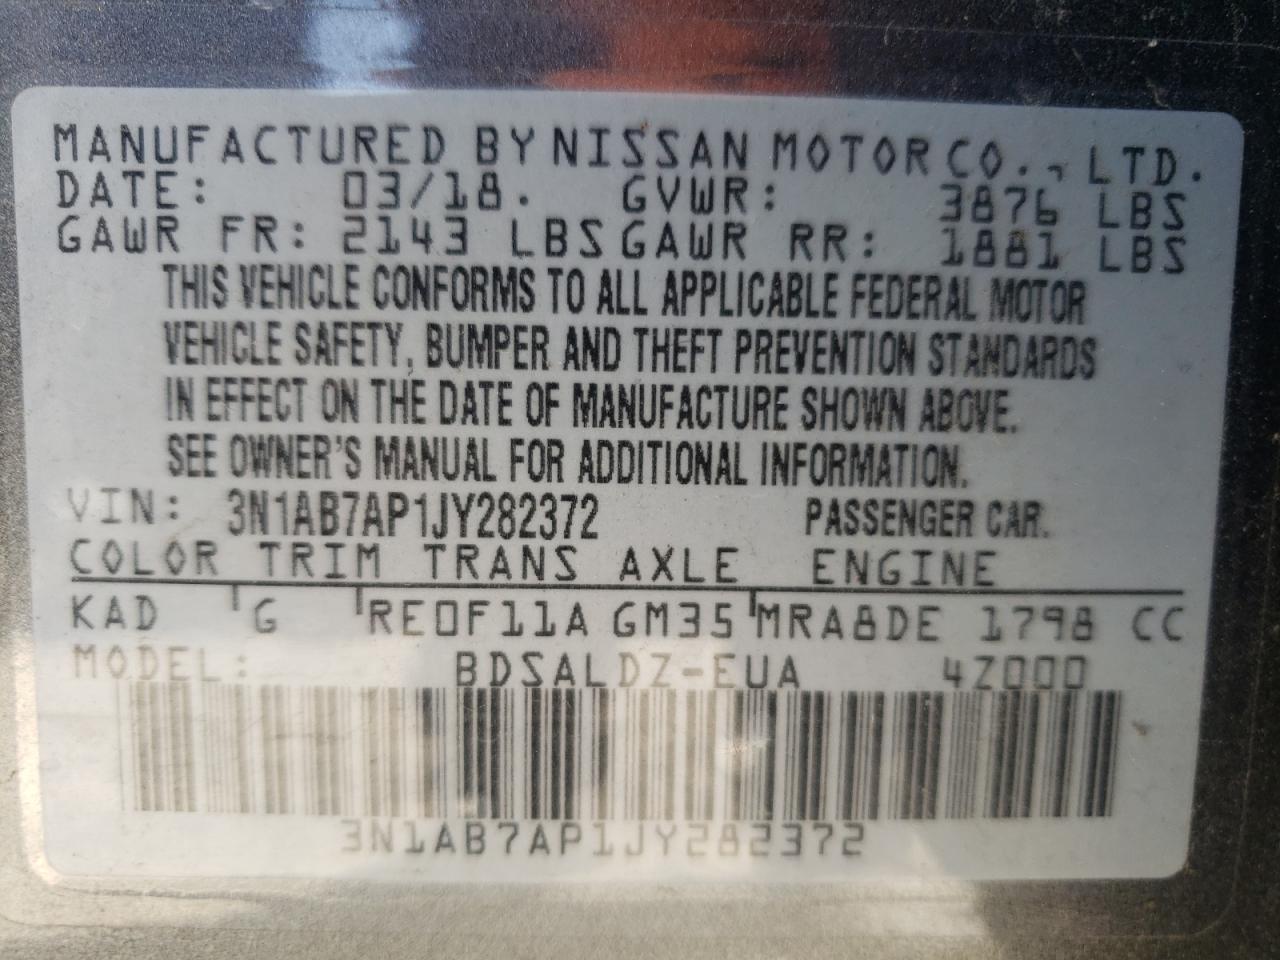 MANUFACTURED BY NISSAN MOTOR CO., LTD.
DATE: 03/18. GVWR: 3876 LBS
GAWR FR: 2143 LBS GAWR RR: 1881 LBS
THIS VEHICLE CONFORMS TO ALL APPLICABLE FEDERAL MOTOR
VEHICLE SAFETY, BUMPER AND THEFT PREVENTION STANDARDS
IN EFFECT ON THE DATE OF MANUFACTURE SHOWN ABOVE.
SEE OWNER'S MANUAL FOR ADDITIONAL INFORMATION.
VIN: 3N1AB7AP1JY282372 PASSENGER CAR.
COLOR TRIM TRANS AXLE ENGINE
KAD G RE0F11A GM35 MRA8DE 1798 CC
MODEL: BDSALDZ-EUA 4Z000
3N1AB7AP1JY282372